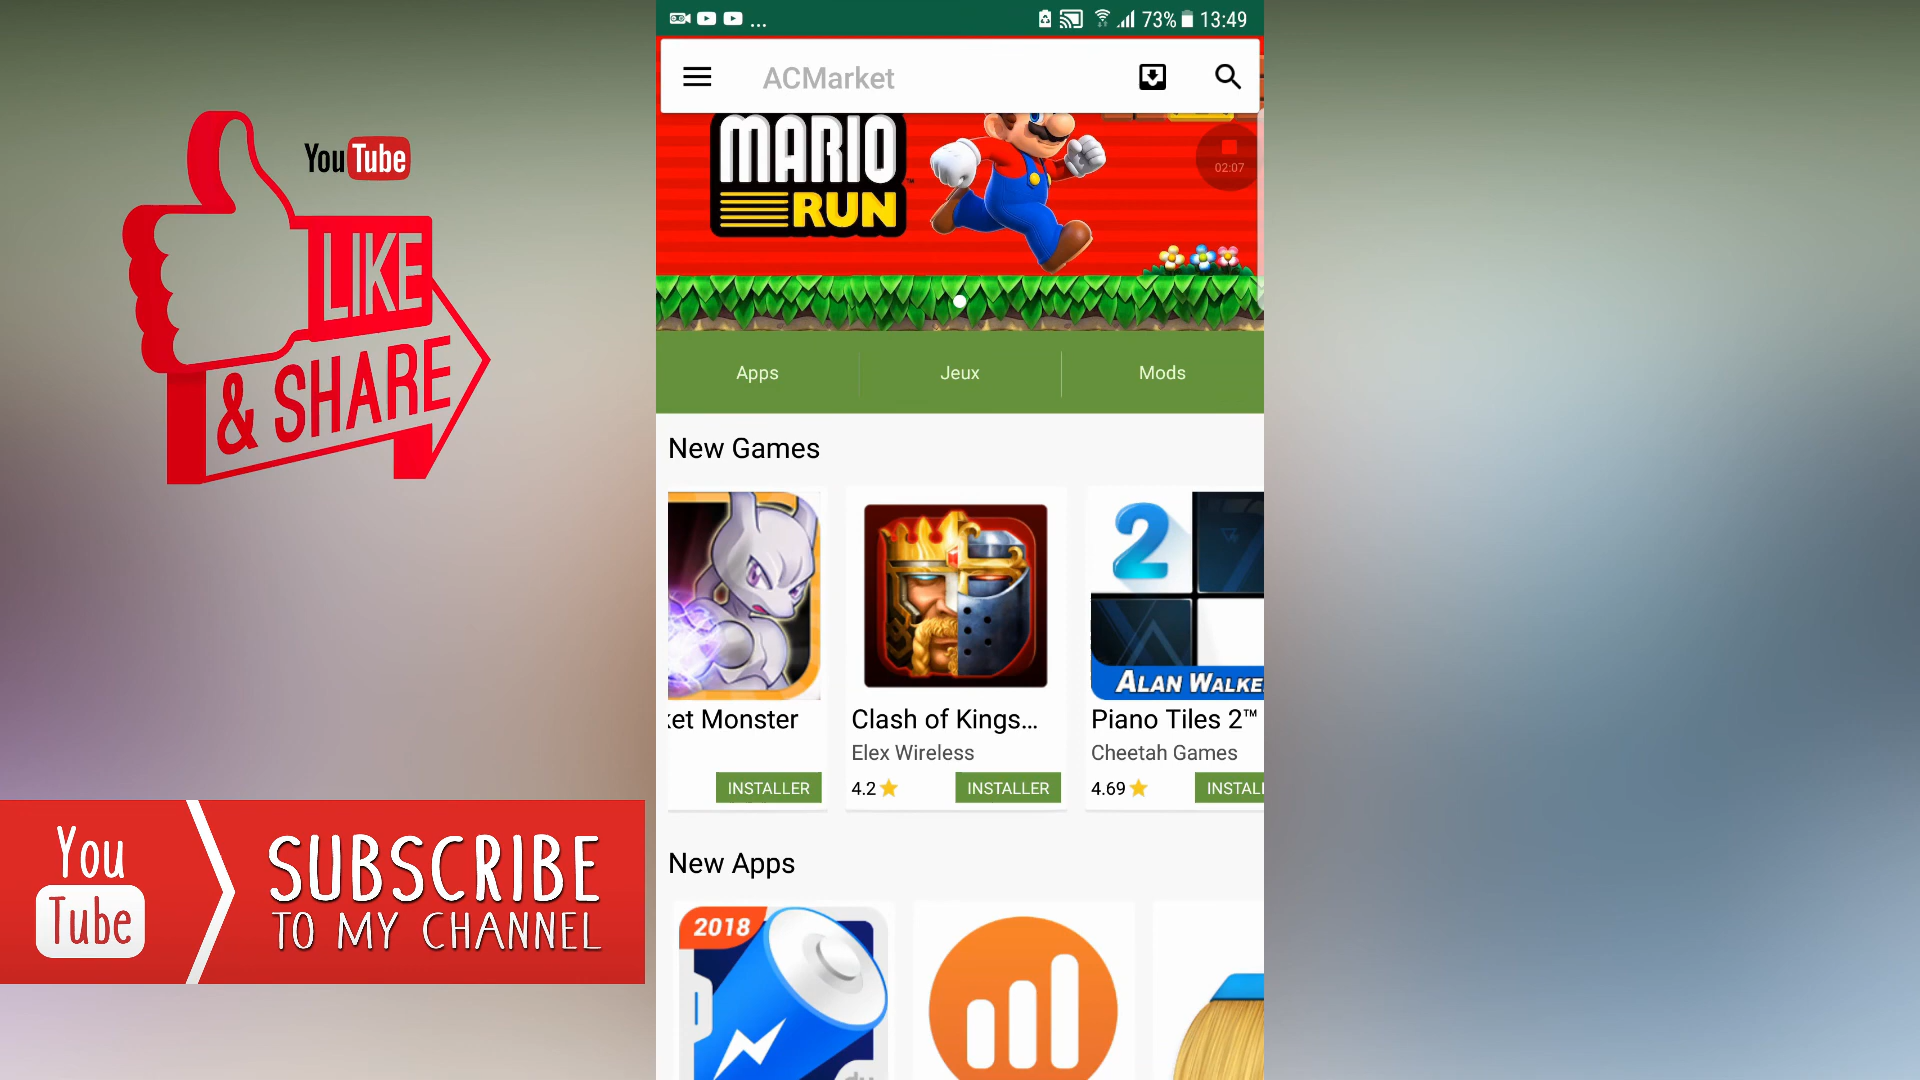 YouTube
LIKE
& SHARE
You
Tube
SUBSCRIBE
TO MY CHANNEL
... 73% 13:49
ACMarket
MARIO
RUN
02:07
Apps Jeux Mods
New Games
2
ALAN WALKE
ket Monster Clash of Kings... Piano Tiles 2™
Elex Wireless Cheetah Games
INSTALLER 4.2 INSTALLER 4.69 INSTALL
New Apps
2018
du